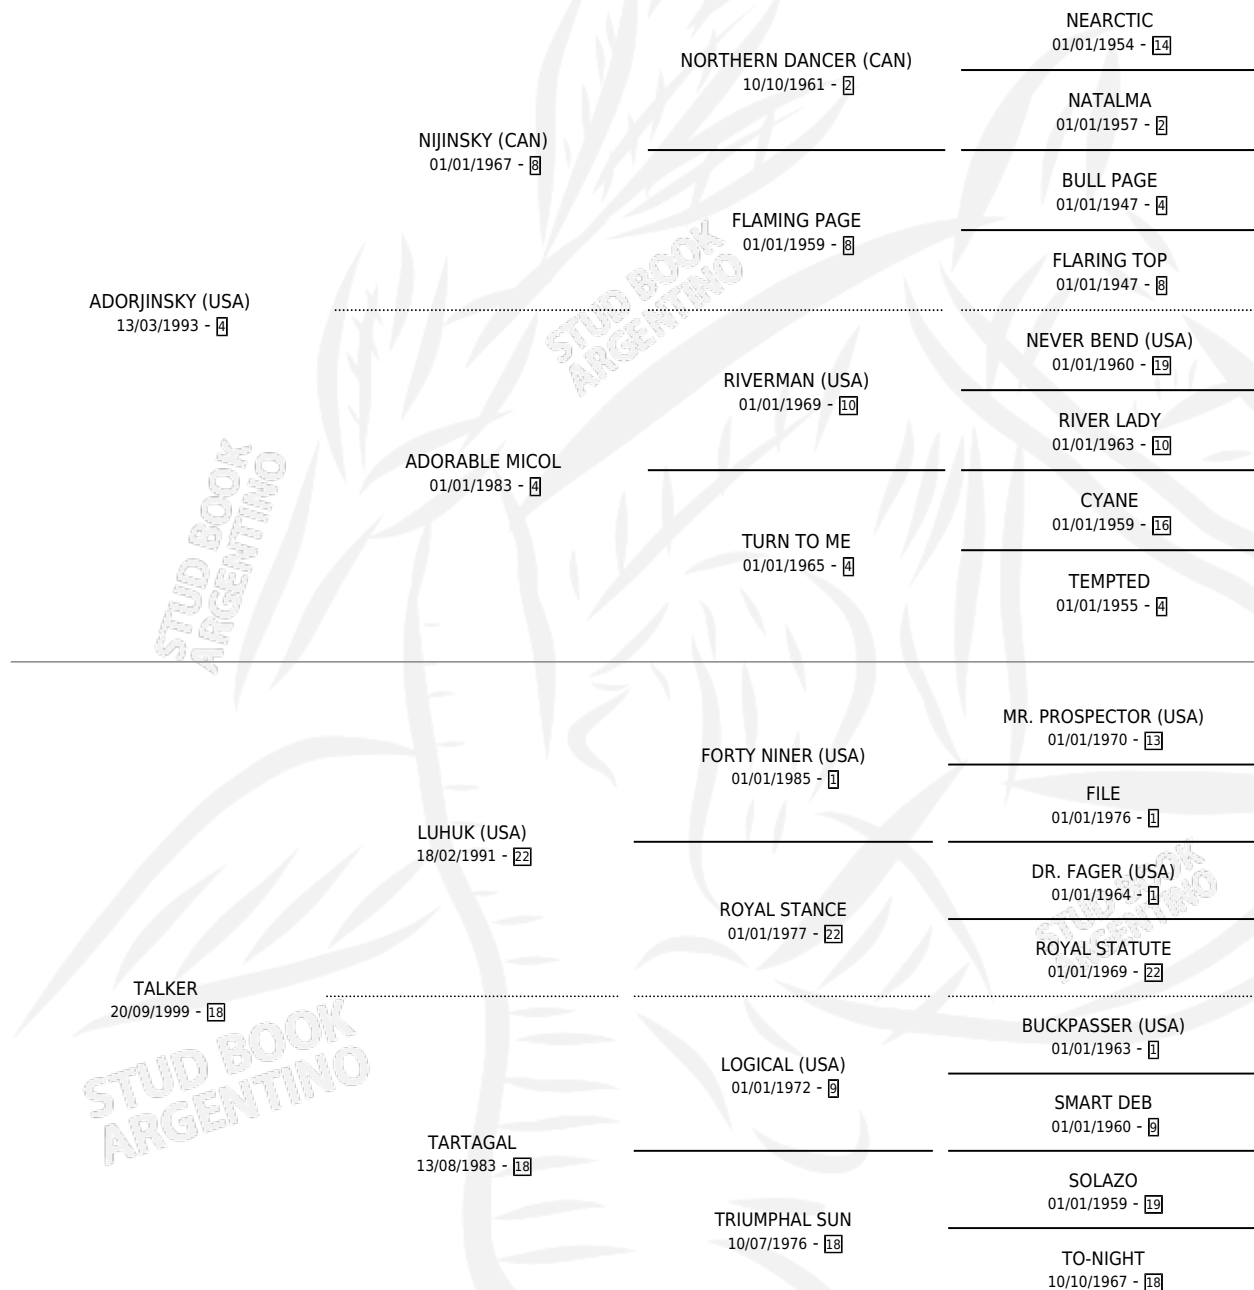 NEARCTIC
01/01/1954 - 14
NORTHERN DANCER (CAN)
10/10/1961 - 2
NATALMA
01/01/1957 - 2
NIJINSKY (CAN)
01/01/1967 - 8
BULL PAGE
01/01/1947 - 4
FLAMING PAGE
01/01/1959 - 8
FLARING TOP
01/01/1947 - 8
ADORJINSKY (USA)
13/03/1993 - 4
NEVER BEND (USA)
01/01/1960 - 19
RIVERMAN (USA)
01/01/1969 - 10
RIVER LADY
01/01/1963 - 10
ADORABLE MICOL
01/01/1983 - 4
CYANE
01/01/1959 - 16
TURN TO ME
01/01/1965 - 4
TEMPTED
01/01/1955 - 4
MR. PROSPECTOR (USA)
01/01/1970 - 13
FORTY NINER (USA)
01/01/1985 - 1
FILE
01/01/1976 - 1
LUHUK (USA)
18/02/1991 - 22
DR. FAGER (USA)
01/01/1964 - 1
ROYAL STANCE
01/01/1977 - 22
ROYAL STATUTE
01/01/1969 - 22
TALKER
20/09/1999 - 18
BUCKPASSER (USA)
01/01/1963 - 1
LOGICAL (USA)
01/01/1972 - 9
SMART DEB
01/01/1960 - 9
TARTAGAL
13/08/1983 - 18
SOLAZO
01/01/1959 - 19
TRIUMPHAL SUN
10/07/1976 - 18
TO-NIGHT
10/10/1967 - 18
STUD BOOK
ARGENTINO
STUD BOOK
ARGENTINO
STUD BOOK
ARGENTINO
STUD BOOK
ARGENTINO